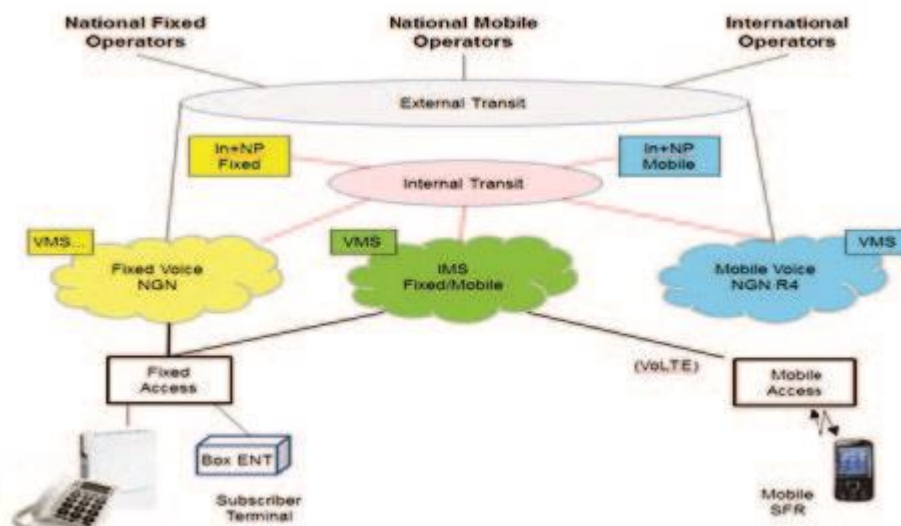 National Fixed
Operators
National Mobile
Operators
International
Operators
External Transit
In+NP
Fixed
In+NP
Mobile
Internal Transit
VMS...
VMS
VMS
Fixed Voice
NGN
IMS
Fixed/Mobile
Mobile Voice
NGN R4
Fixed
Access
(VoLTE)
Mobile
Access
Box ENT
Subscriber
Terminal
Mobile
SFR